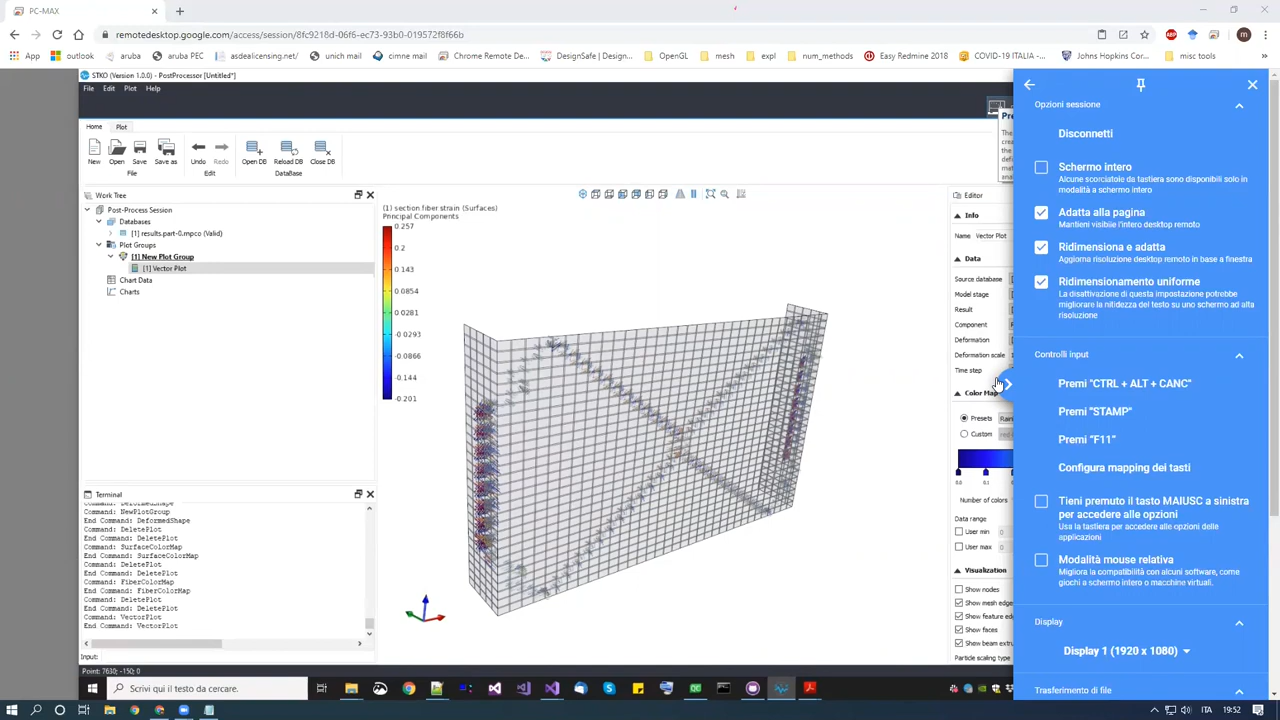 PC-MAX
remotedesktop.google.com/access/session/8fc9218d-06f6-ec73-93b0-019572f8f66b
App
outlook
aruba
aruba PEC
asdealicensing.net/
unich mail
cimne mail
DesignSafe | Design...
OpenGL
mesh
expl
num_methods
Easy Redmine 2018
COVID-19 ITALIA -...
Johns Hopkins Cor...
misc tools
STKO (Version 1.0.0) - PostProcessor [Untitled*]
File Edit Plot Help
Home Plot
New Open Save Save as Undo Redo Open DB Reload DB Close DB
File Edit DataBase
Work Tree
Post-Process Session
Databases
[1] results.part-0.mpco (Valid)
Plot Groups
[1] New Plot Group
[1] Vector Plot
Chart Data
Charts
(1) section fiber strain (Surfaces)
Principal Components
0.257
0.2
0.143
0.0854
0.0281
-0.0293
-0.0866
-0.144
-0.201
Terminal
Command: DeformedShape
Command: NewPlotGroup
End Command: DeformedShape
Command: DeletePlot
End Command: DeletePlot
Command: SurfaceColorMap
End Command: SurfaceColorMap
Command: DeletePlot
End Command: DeletePlot
Command: FiberColorMap
End Command: FiberColorMap
Command: DeletePlot
End Command: DeletePlot
Command: VectorPlot
End Command: VectorPlot
Input:
Point: 7630; -150; 0
Editor
Info
Name Vector Plot
Data
Source database
Model stage
Result
Component
Deformation
Deformation scale
Time step
Color Map
Presets Rain
Custom
0.0 0.1
Number of colors
Data range
User min 0
User max 0
Visualization
Show nodes
Show mesh edge
Show feature ed
Show faces
Show beam extru
Particle scaling type
Opzioni sessione
Disconnetti
Schermo intero
Alcune scorciatoie da tastiera sono disponibili solo in
modalità a schermo intero
Adatta alla pagina
Mantieni visibile l'intero desktop remoto
Ridimensiona e adatta
Aggiorna risoluzione desktop remoto in base a finestra
Ridimensionamento uniforme
La disattivazione di questa impostazione potrebbe
migliorare la nitidezza del testo su uno schermo ad alta
risoluzione
Controlli input
Premi "CTRL + ALT + CANC"
Premi "STAMP"
Premi "F11"
Configura mapping dei tasti
Tieni premuto il tasto MAIUSC a sinistra
per accedere alle opzioni
Usa la tastiera per accedere alle opzioni delle
applicazioni
Modalità mouse relativa
Migliora la compatibilità con alcuni software, come
giochi a schermo intero o macchine virtuali.
Display
Display 1 (1920 x 1080)
Trasferimento di file
Scrivi qui il testo da cercare.
ITA
19:52